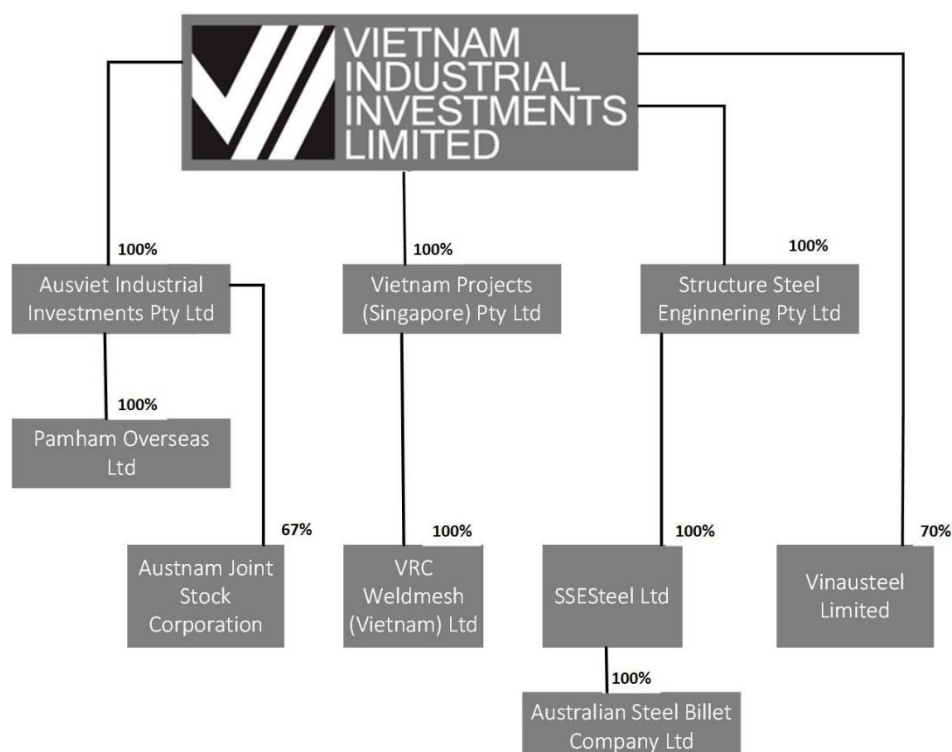 VIETNAM
INDUSTRIAL
INVESTMENTS
LIMITED
100%
100%
100%
Ausviet Industrial
Investments Pty Ltd
Vietnam Projects
(Singapore) Pty Ltd
Structure Steel
Enginnering Pty Ltd
100%
Pamham Overseas
Ltd
67%
100%
100%
70%
Austnam Joint
Stock
Corporation
VRC
Weldmesh
(Vietnam) Ltd
SSESteel Ltd
Vinausteel
Limited
100%
Australian Steel Billet
Company Ltd